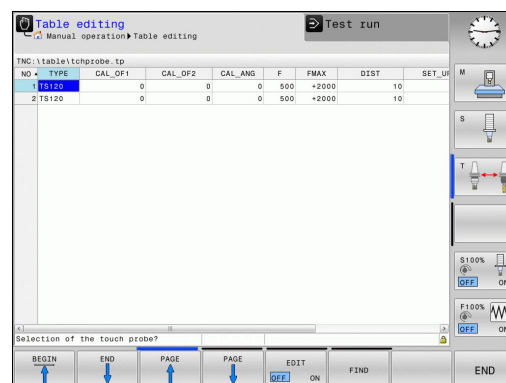 Table editing
Test run
Manual operation Table editing
TNC:\table\tchprobe.tp
NO TYPE CAL_OF1 CAL_OF2 CAL_ANG F FMAX DIST
1 TS120 0 0 0 500 +2000 10
2 TS120 0 0 0 500 +2000 10
M
S
T
S100%
OFF
F100%
OFF
Selection of the touch probe?
BEGIN
END
PAGE
PAGE
EDIT
OFF ON
FIND
END